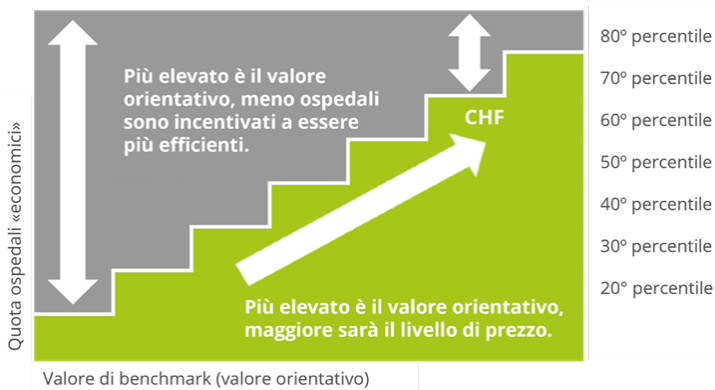 Quota ospedali «economici»
Più elevato è il valore
orientativo, meno ospedali
sono incentivati a essere
più efficienti.
CHF
Più elevato è il valore orientativo,
maggiore sarà il livello di prezzo.
80º percentile
70º percentile
60º percentile
50º percentile
40º percentile
30º percentile
20° percentile
Valore di benchmark (valore orientativo)